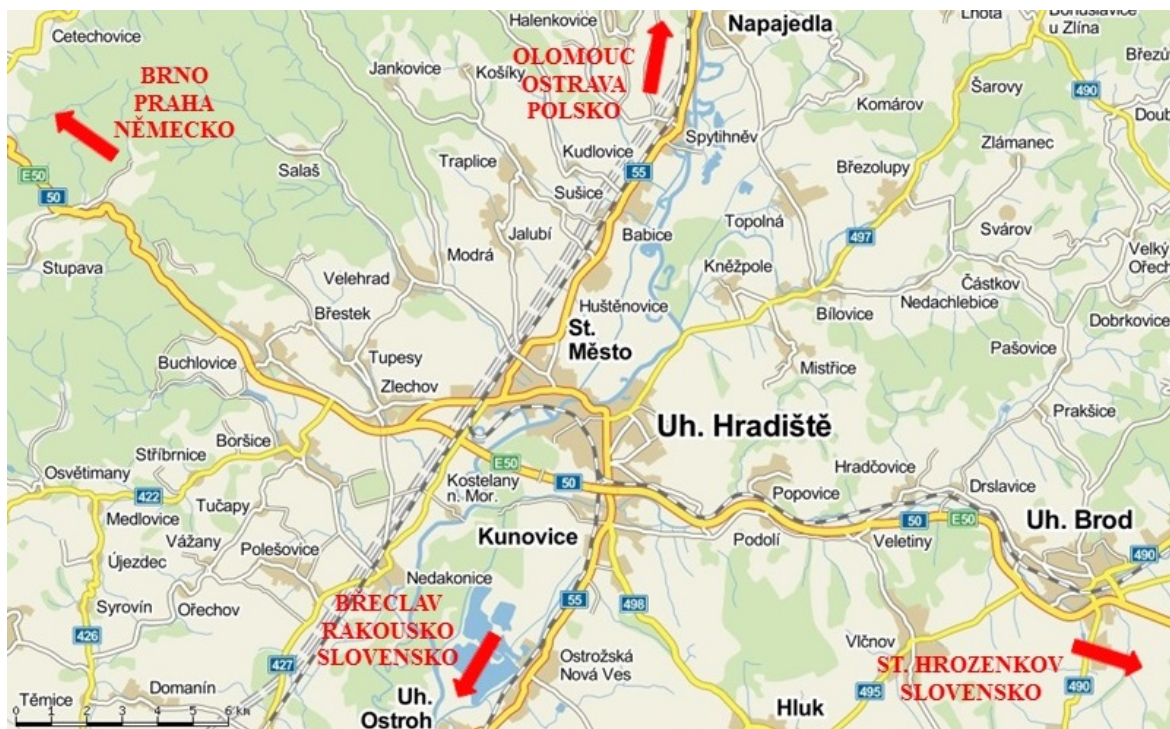 Cetechovice
Halenkovice
Napajedla
Lhota
Bohuslavice
u Zlína
BRNO
PRAHA
NĚMECKO
Jankovice
Košíky
OLOMOUC
OSTRAVA
POLSKO
Komárov
Šarovy
490
Březů
Doub
E50
50
Salaš
Traplice
Kudlovice
Spytihněv
55
Zlámanec
Březolupy
Sušice
Topolná
Svárov
Stupava
Velehrad
Modrá
Jalubí
Babice
Kněžpole
497
Velký
Ořech
Částkov
Nedachlebice
Bílovice
Dobrkovice
Břestek
Huštěnovice
St.
Město
Pašovice
Buchlovice
Tupesy
Mistřice
Zlechov
Prakšice
Uh. Hradiště
Boršice
Stříbrnice
Osvětimany
422
E50
Kostelany
n. Mor.
50
Hradčovice
Drslavice
Popovice
Tučapy
Medlovice
50
E50
Uh. Brod
Vážany
Kunovice
Podolí
Veletiny
490
Újezdec
Polešovice
Nedakonice
Syrovín
Ořechov
BŘECLAV
RAKOUSKO
SLOVENSKO
55
498
426
Vlčnov
427
Ostrožská
Nová Ves
ST. HROZENKOV
SLOVENSKO
Těmice
Domanín
Uh.
Ostroh
Hluk
495
490
0 1 2 3 4 5 6 km